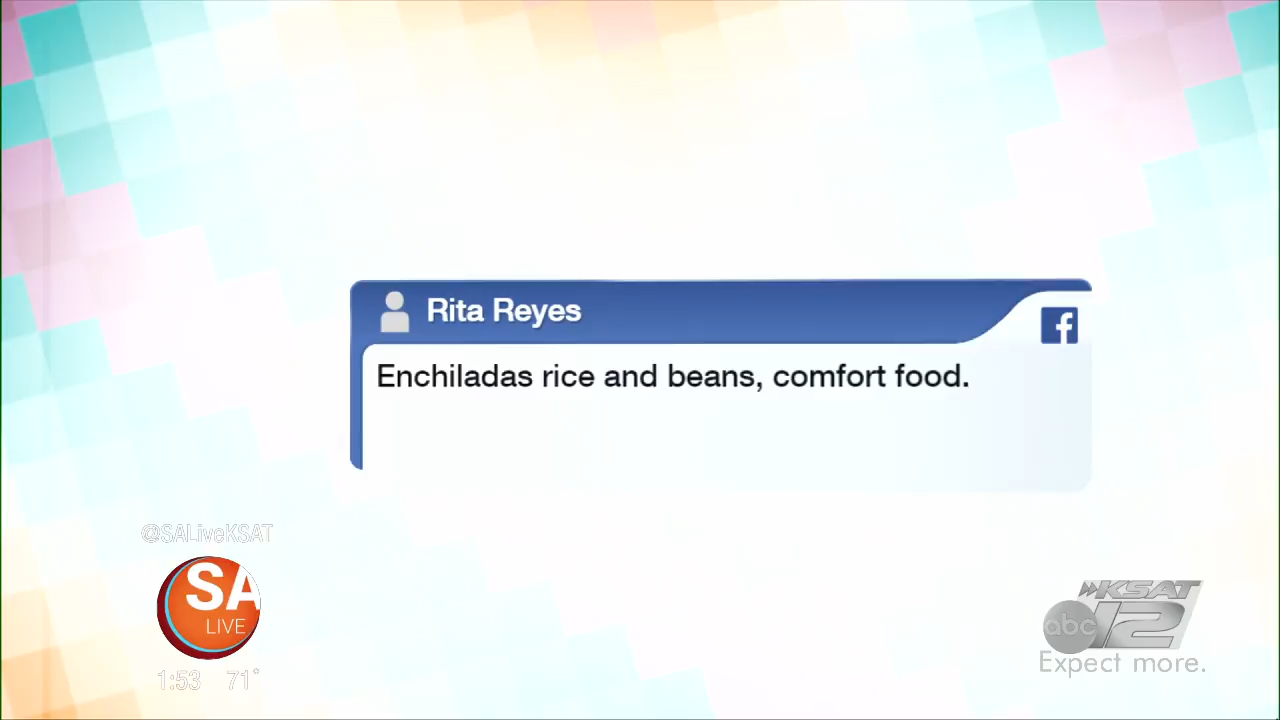 Rita Reyes
Enchiladas rice and beans, comfort food.
@SALiveKSAT
SA
LIVE
1:53 71°
KSAT
abc 12
Expect more.